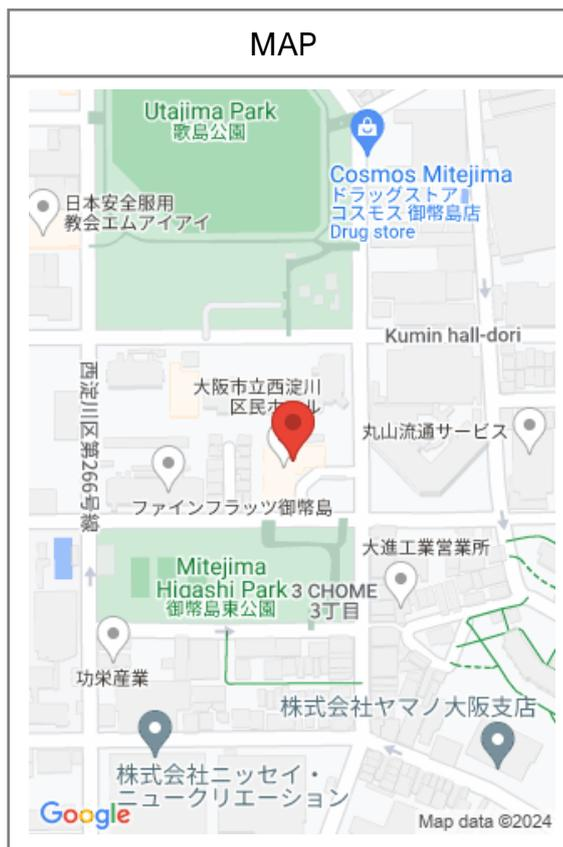 MAP
Utajima Park
歌島公園
Cosmos Mitejima
ドラッグストア
コスモス 御幣島店
Drug store
日本安全服用
教会エムアイアイ
Kumin hall-dori
西淀川区第266号線
大阪市立西淀川
区民ホール
丸山流通サービス
ファインフラッツ御幣島
大進工業営業所
Mitejima
Higashi Park
御幣島東公園
3 CHOME
3丁目
功栄産業
株式会社ヤマノ大阪支店
株式会社ニッセイ・
ニュークリエーション
Google
Map data ©2024